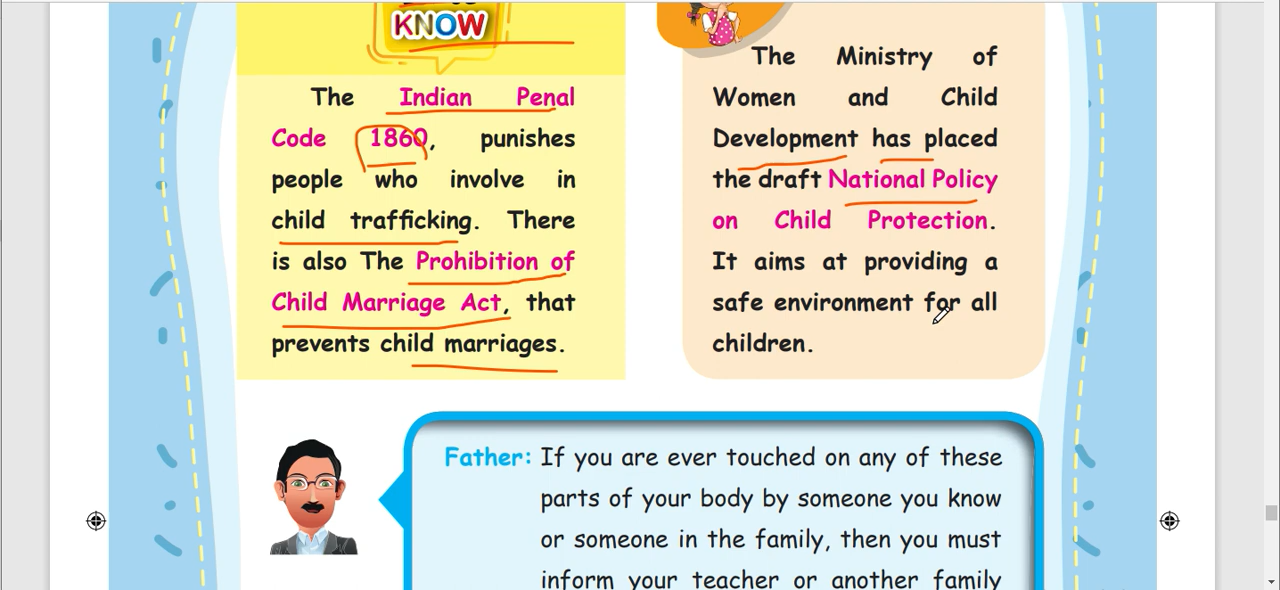 KNOW
The Indian Penal
Code 1860, punishes
people who involve in
child trafficking. There
is also The Prohibition of
Child Marriage Act, that
prevents child marriages.
The Ministry of
Women and Child
Development has placed
the draft National Policy
on Child Protection.
It aims at providing a
safe environment for all
children.
Father: If you are ever touched on any of these
parts of your body by someone you know
or someone in the family, then you must
inform your teacher or another family